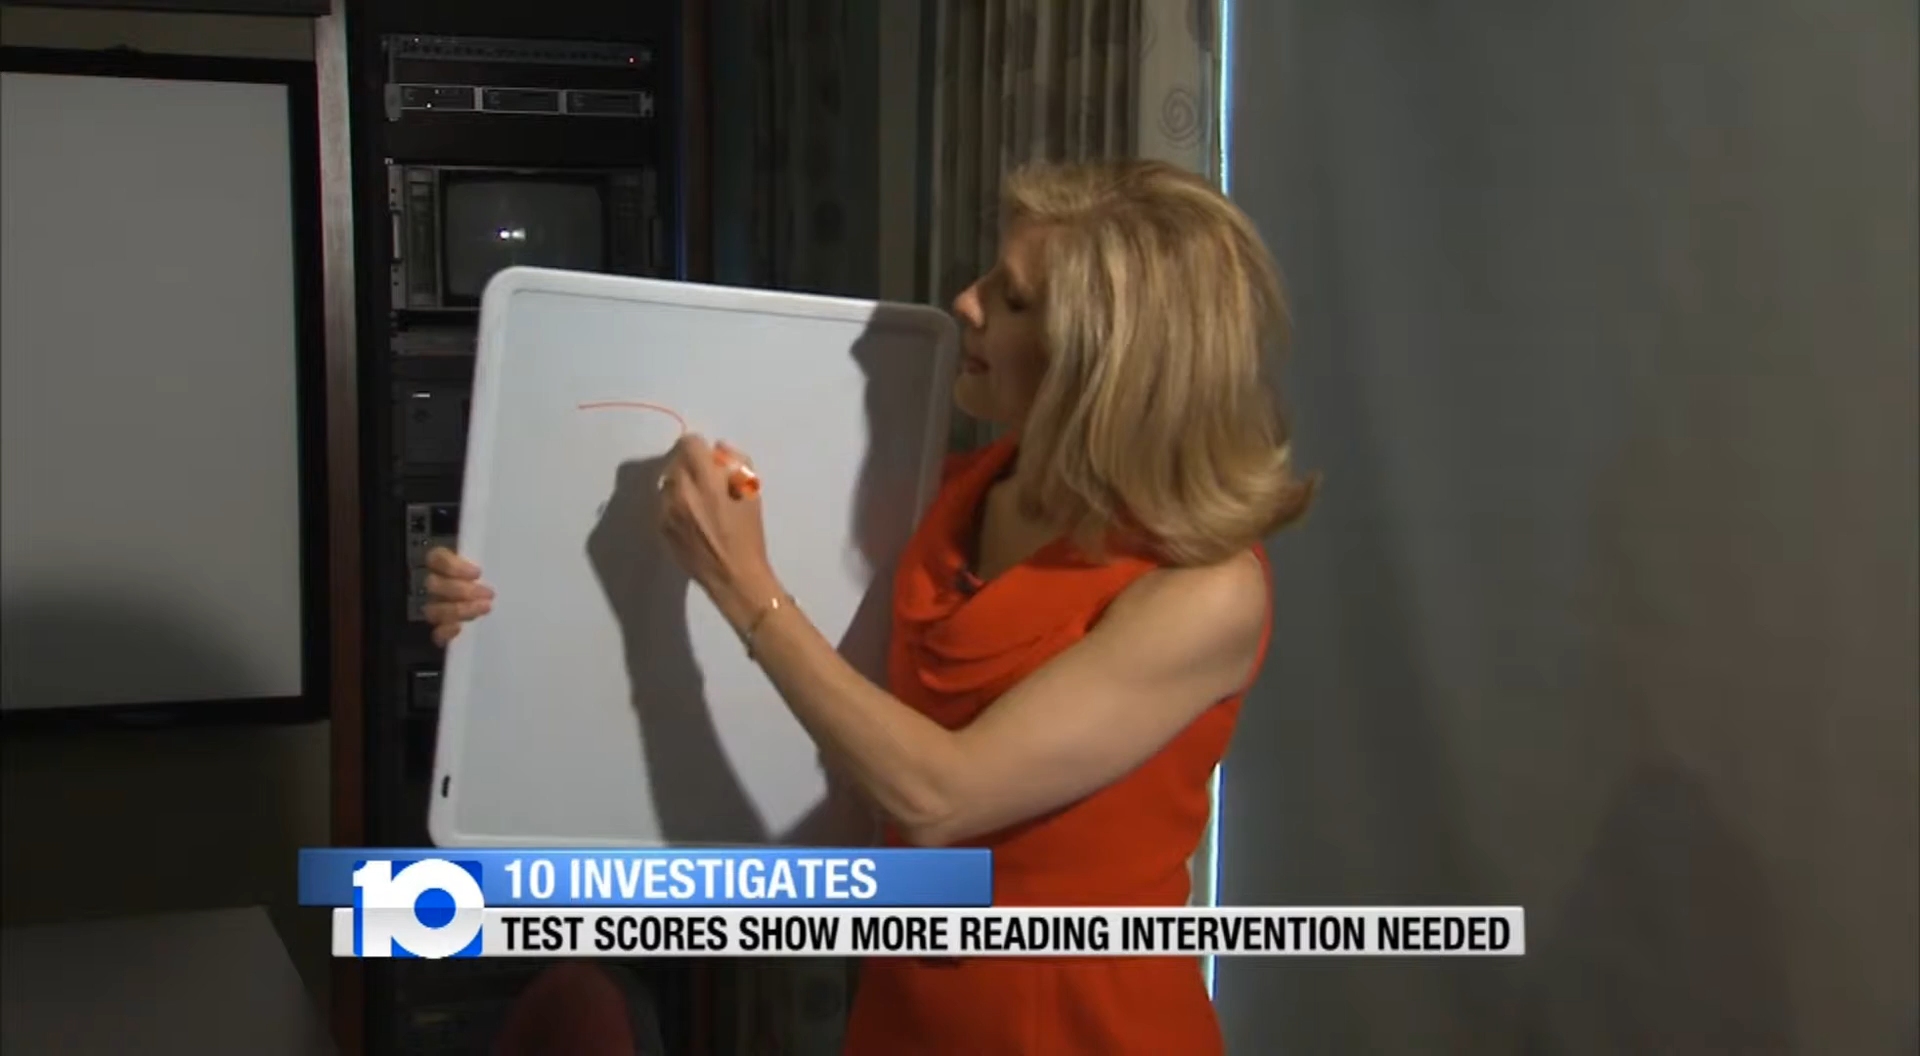 10 INVESTIGATES
10
TEST SCORES SHOW MORE READING INTERVENTION NEEDED